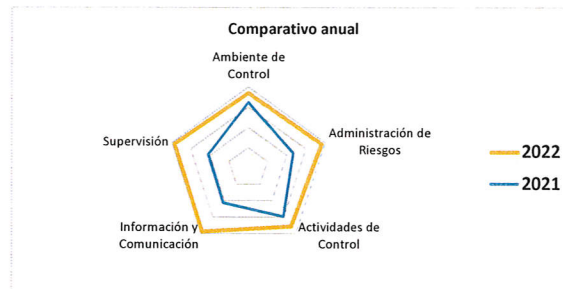 Comparativo anual
Ambiente de
Control
Administración de
Riesgos
Actividades de
Control
Información y
Comunicación
Supervisión
2022
2021